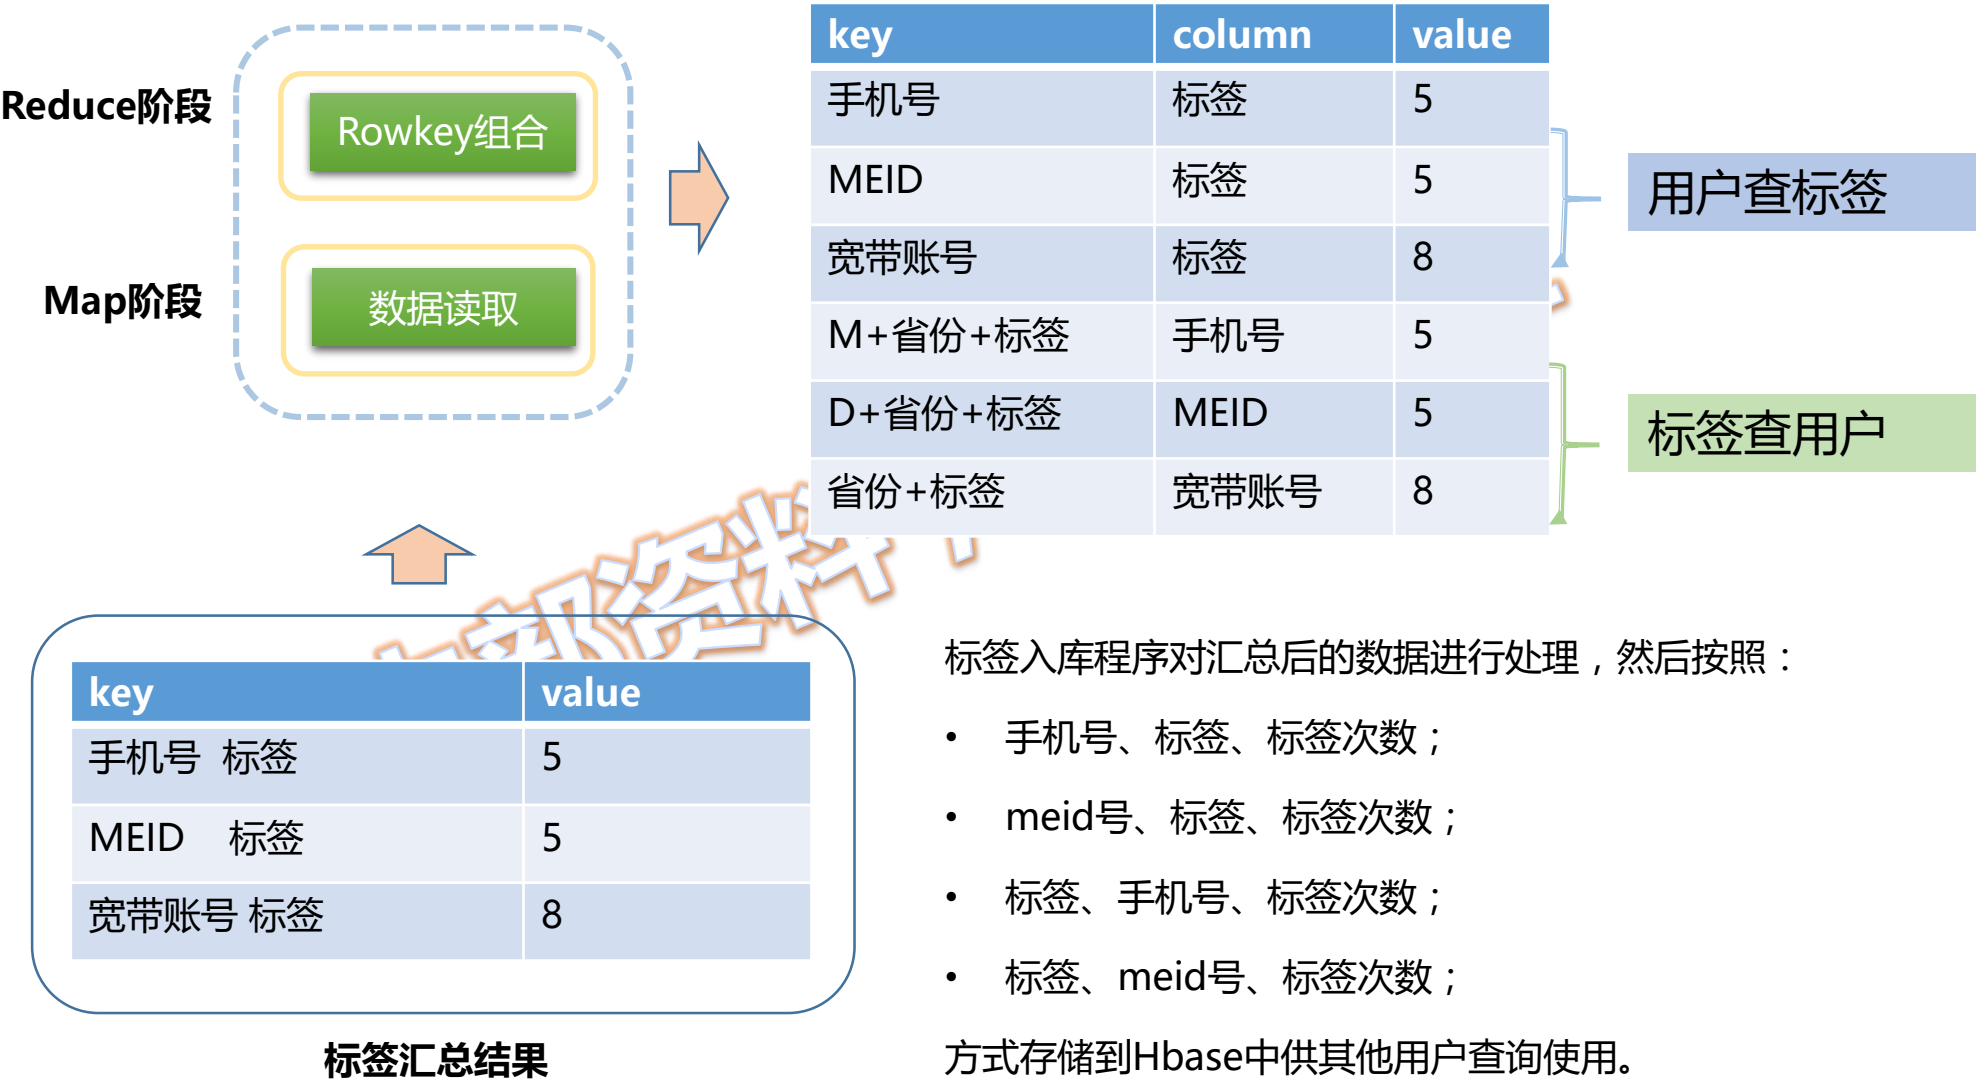 Reduce阶段
Rowkey组合
Map阶段
数据读取
key column value
手机号 标签 5
MEID 标签 5
宽带账号 标签 8
M+省份+标签 手机号 5
D+省份+标签 MEID 5
省份+标签 宽带账号 8
用户查标签
标签查用户
key value
手机号 标签 5
MEID 标签 5
宽带账号 标签 8
标签汇总结果
标签入库程序对汇总后的数据进行处理，然后按照：
• 手机号、标签、标签次数；
• meid号、标签、标签次数；
• 标签、手机号、标签次数；
• 标签、meid号、标签次数；
方式存储到Hbase中供其他用户查询使用。
部资料